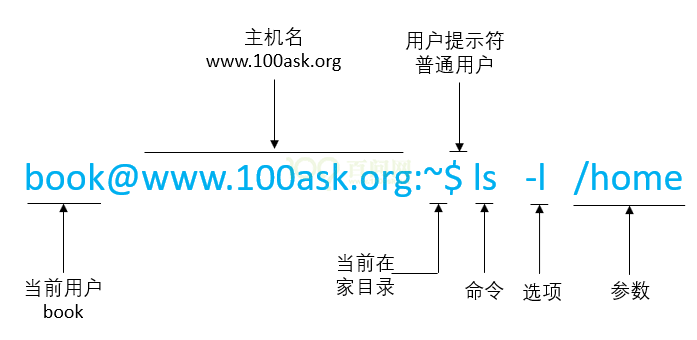 主机名
www.100ask.org
用户提示符
普通用户
book@www.100ask.org:~$ ls -l /home
当前用户
book
当前在
家目录
命令
选项
参数